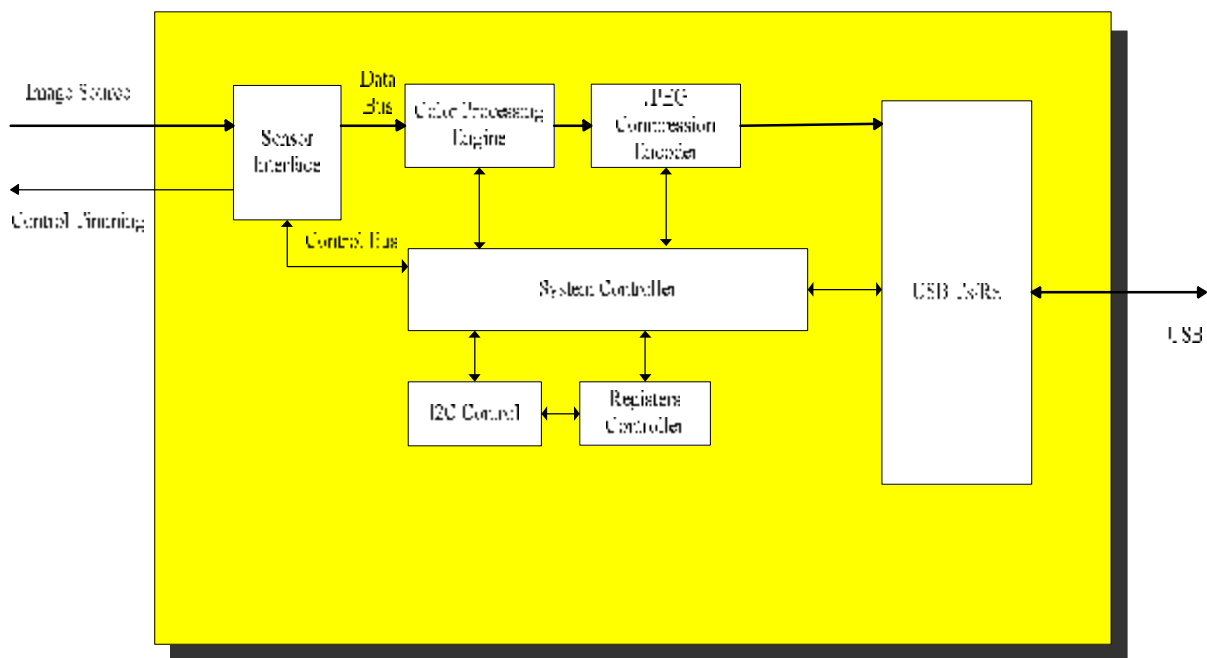 Image Source
Data
Bus
Sensor
Interface
Color Processing
Engine
JPEG
Compression
Encoder
Control
Control Bus
System Controller
USB Tx/Rx
USB
I2C Control
Registers
Controller